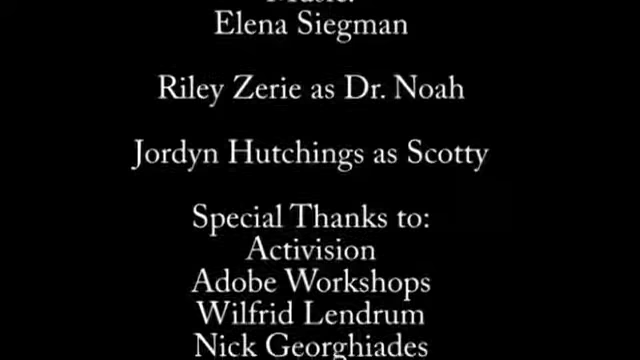 Music:
Elena Siegman
Riley Zerie as Dr. Noah
Jordyn Hutchings as Scotty
Special Thanks to:
Activision
Adobe Workshops
Wilfrid Lendrum
Nick Georghiades